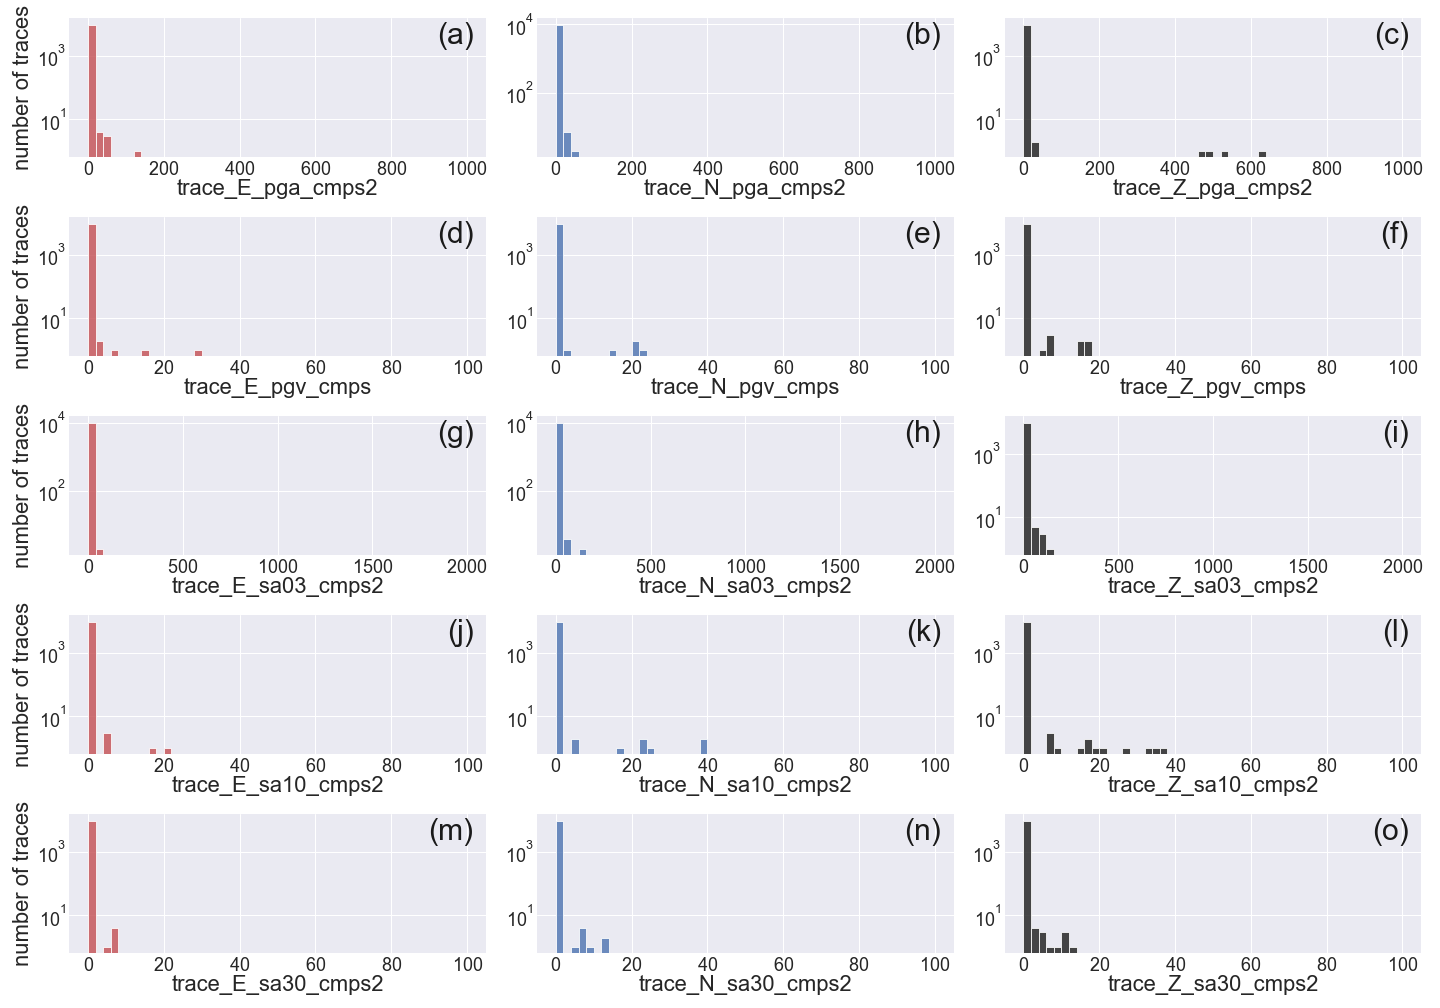 number of traces
10^3
10^1
(a)
0 200 400 600 800 1000
trace_E_pga_cmps2
10^4
10^2
(b)
0 200 400 600 800 1000
trace_N_pga_cmps2
10^3
10^1
(c)
0 200 400 600 800 1000
trace_Z_pga_cmps2
number of traces
10^3
10^1
(d)
0 20 40 60 80 100
trace_E_pgv_cmps
10^3
10^1
(e)
0 20 40 60 80 100
trace_N_pgv_cmps
10^3
10^1
(f)
0 20 40 60 80 100
trace_Z_pgv_cmps
number of traces
10^4
10^2
(g)
0 500 1000 1500 2000
trace_E_sa03_cmps2
10^4
10^2
(h)
0 500 1000 1500 2000
trace_N_sa03_cmps2
10^3
10^1
(i)
0 500 1000 1500 2000
trace_Z_sa03_cmps2
number of traces
10^3
10^1
(j)
0 20 40 60 80 100
trace_E_sa10_cmps2
10^3
10^1
(k)
0 20 40 60 80 100
trace_N_sa10_cmps2
10^3
10^1
(l)
0 20 40 60 80 100
trace_Z_sa10_cmps2
number of traces
10^3
10^1
(m)
0 20 40 60 80 100
trace_E_sa30_cmps2
10^3
10^1
(n)
0 20 40 60 80 100
trace_N_sa30_cmps2
10^3
10^1
(o)
0 20 40 60 80 100
trace_Z_sa30_cmps2